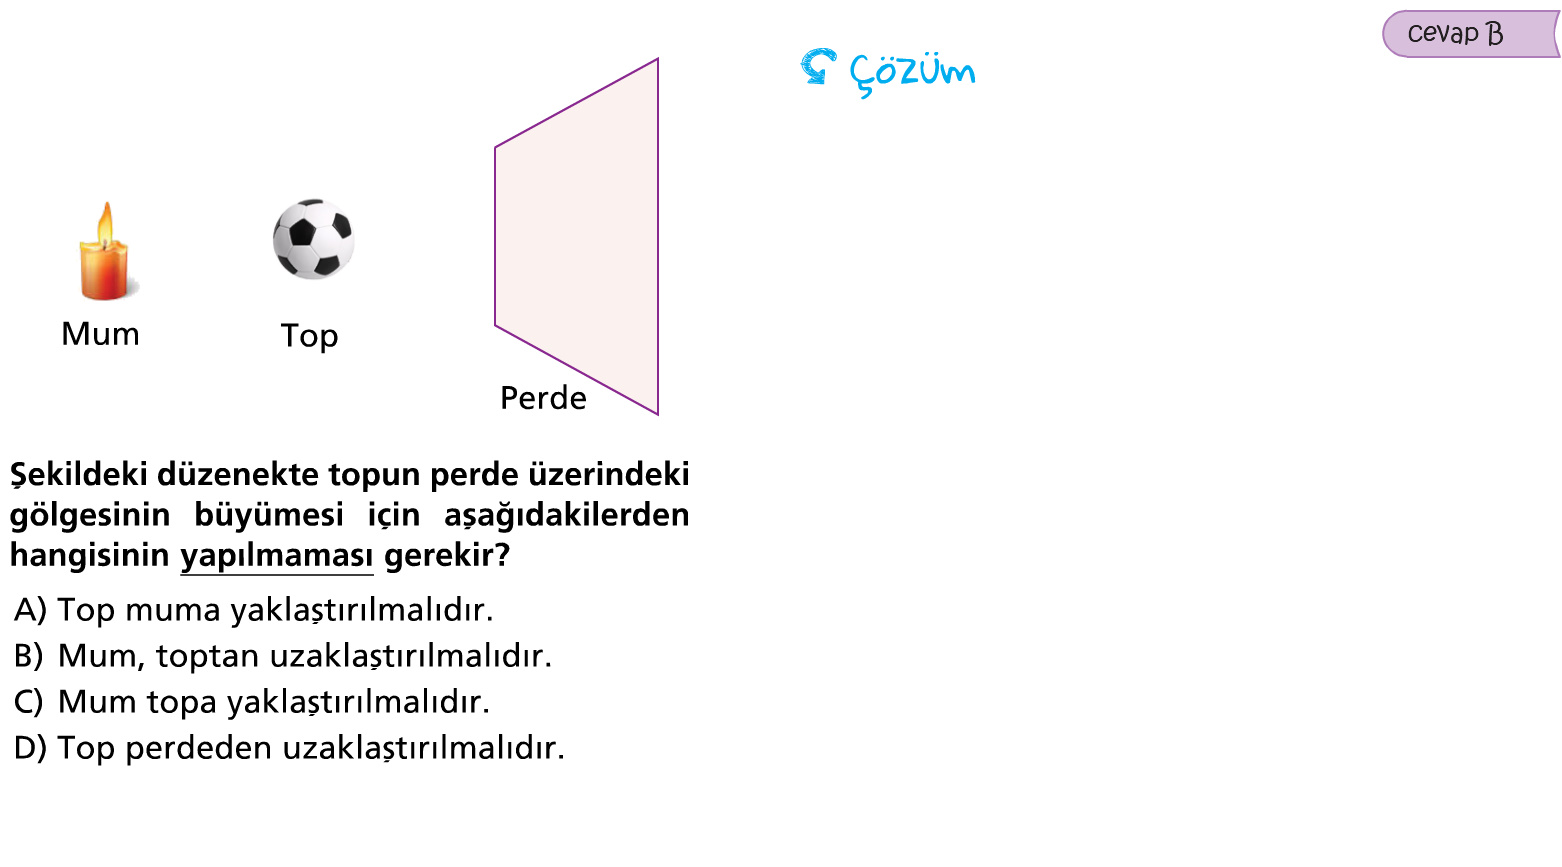 Cevap B
Çözüm
Mum
Top
Perde
Şekildeki düzenekte topun perde üzerindeki
gölgesinin büyümesi için aşağıdakilerden
hangisinin yapılmaması gerekir?
A) Top muma yaklaştırılmalıdır.
B) Mum, toptan uzaklaştırılmalıdır.
C) Mum topa yaklaştırılmalıdır.
D) Top perdeden uzaklaştırılmalıdır.